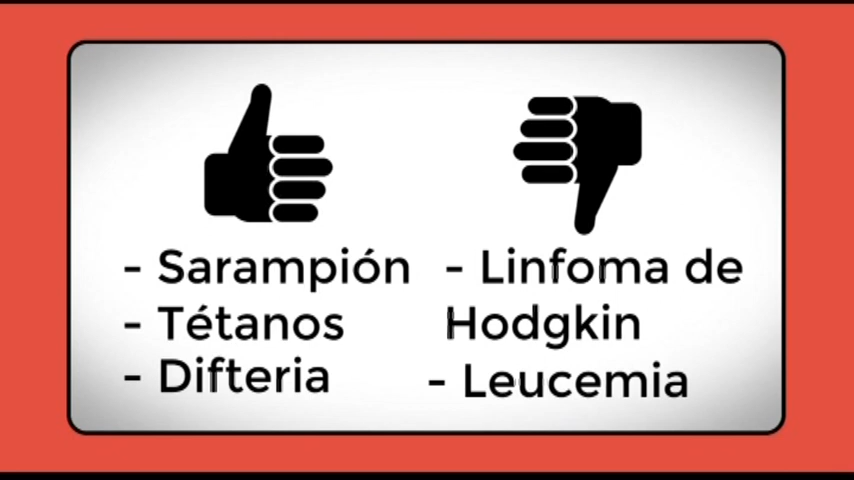 - Sarampión
- Tétanos
- Difteria
- Linfoma de
Hodgkin
- Leucemia